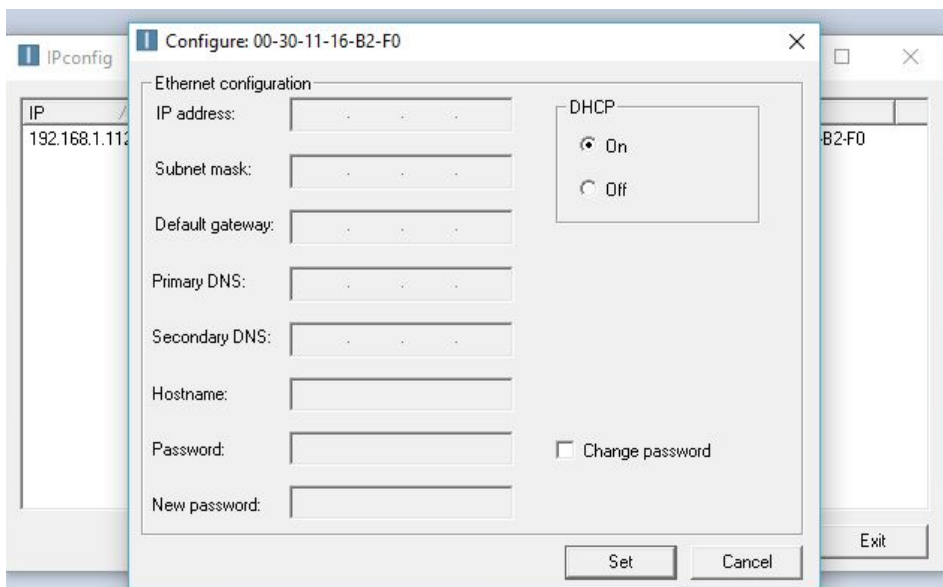 IPconfig
Configure: 00-30-11-16-B2-F0
IP
192.168.1.112
-B2-F0
Ethernet configuration
IP address:
DHCP
On
Subnet mask:
Off
Default gateway:
Primary DNS:
Secondary DNS:
Hostname:
Password:
Change password
New password:
Set
Cancel
Exit